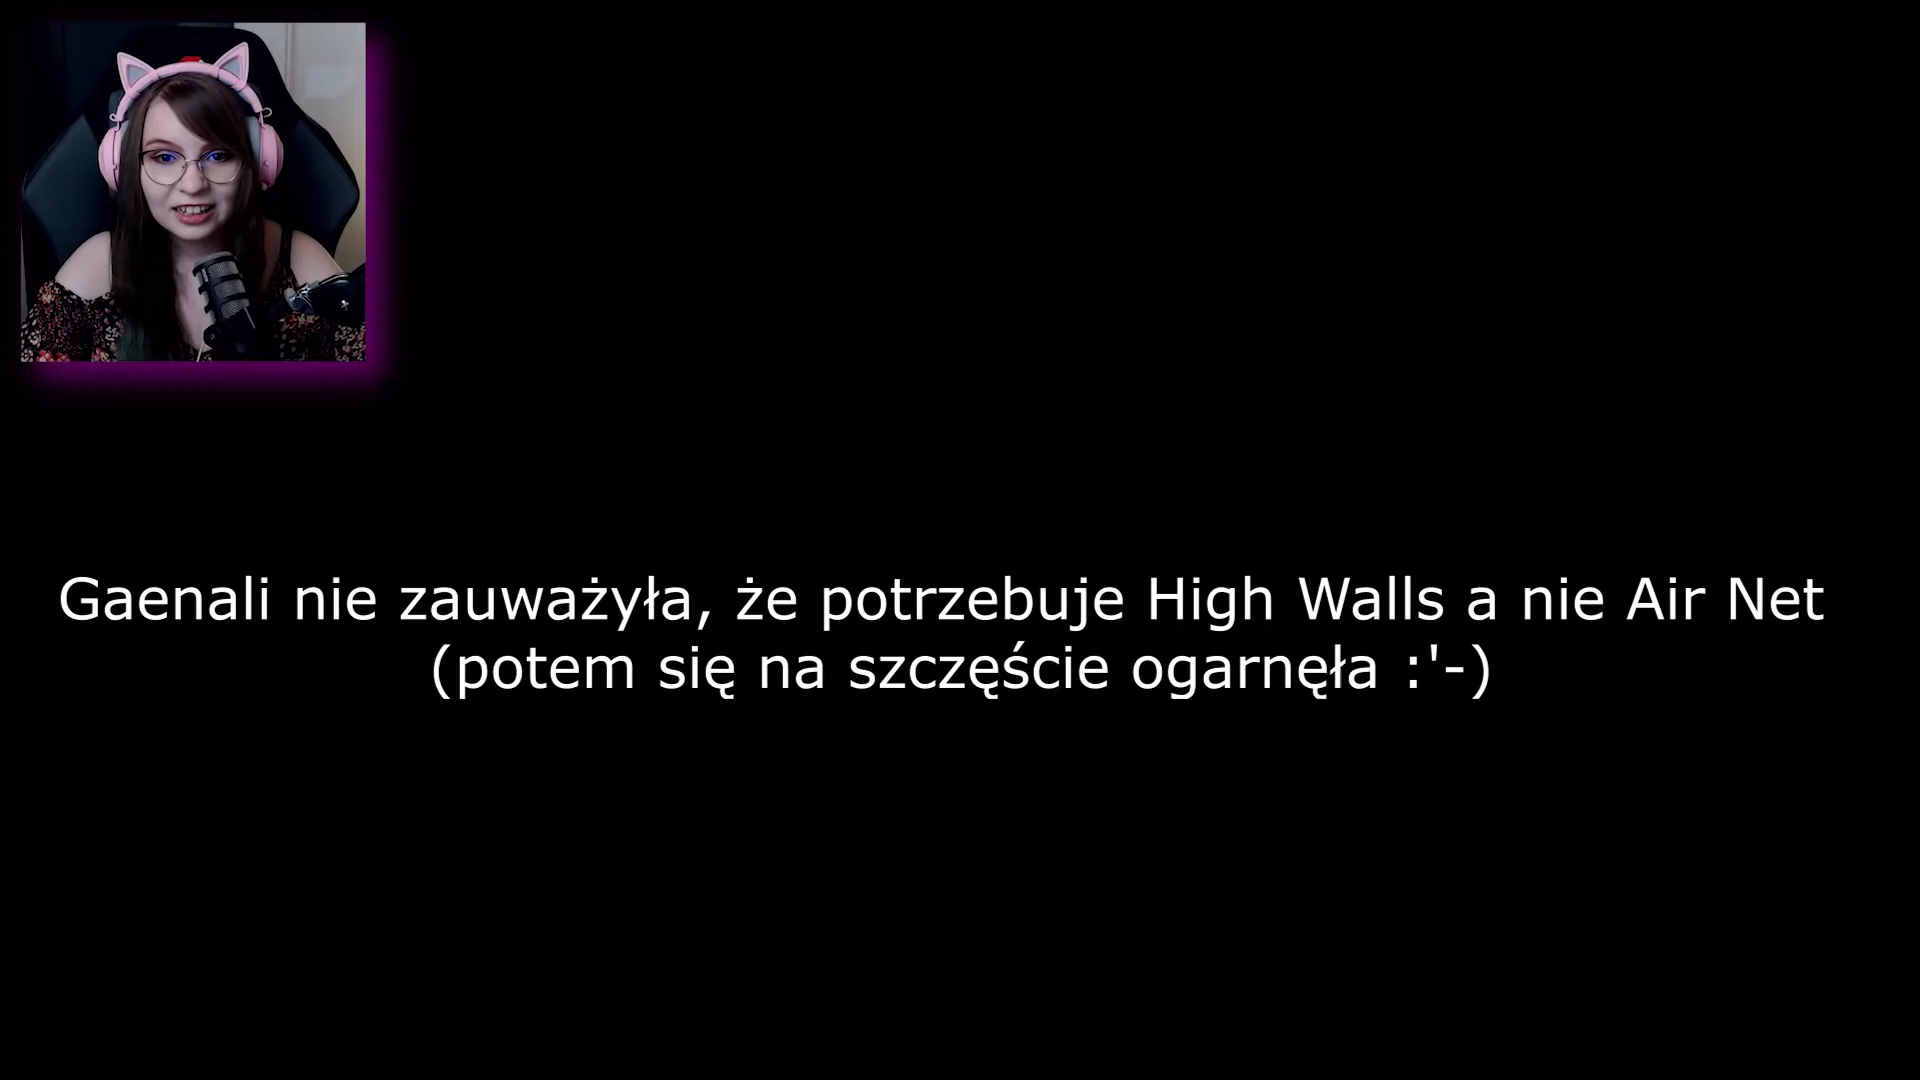 Gaenali nie zauważyła, że potrzebuje High Walls a nie Air Net
(potem się na szczęście ogarnęła :'-)